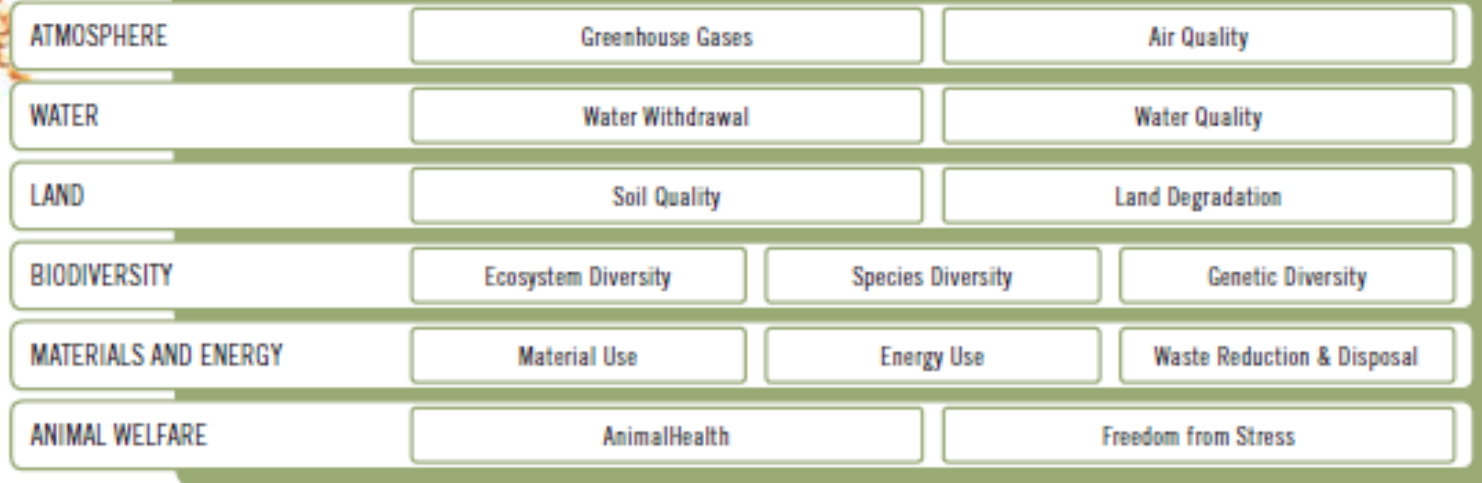 ATMOSPHERE Greenhouse Gases Air Quality
WATER Water Withdrawal Water Quality
LAND Soil Quality Land Degradation
BIODIVERSITY Ecosystem Diversity Species Diversity Genetic Diversity
MATERIALS AND ENERGY Material Use Energy Use Waste Reduction & Disposal
ANIMAL WELFARE AnimalHealth Freedom from Stress